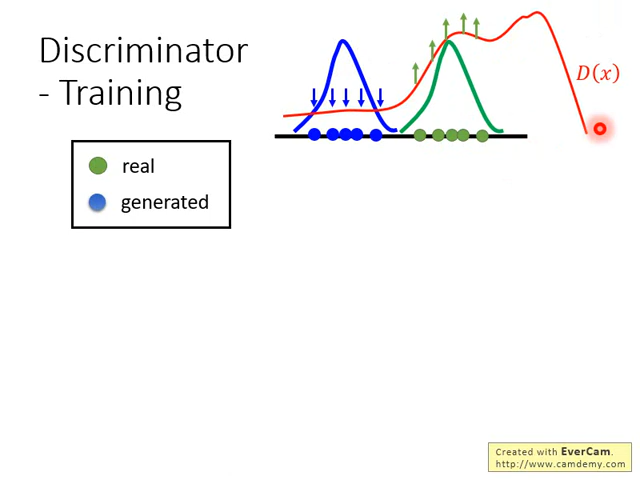 Discriminator
- Training
D(x)
real
generated
Created with EverCam.
http://www.camdemy.com